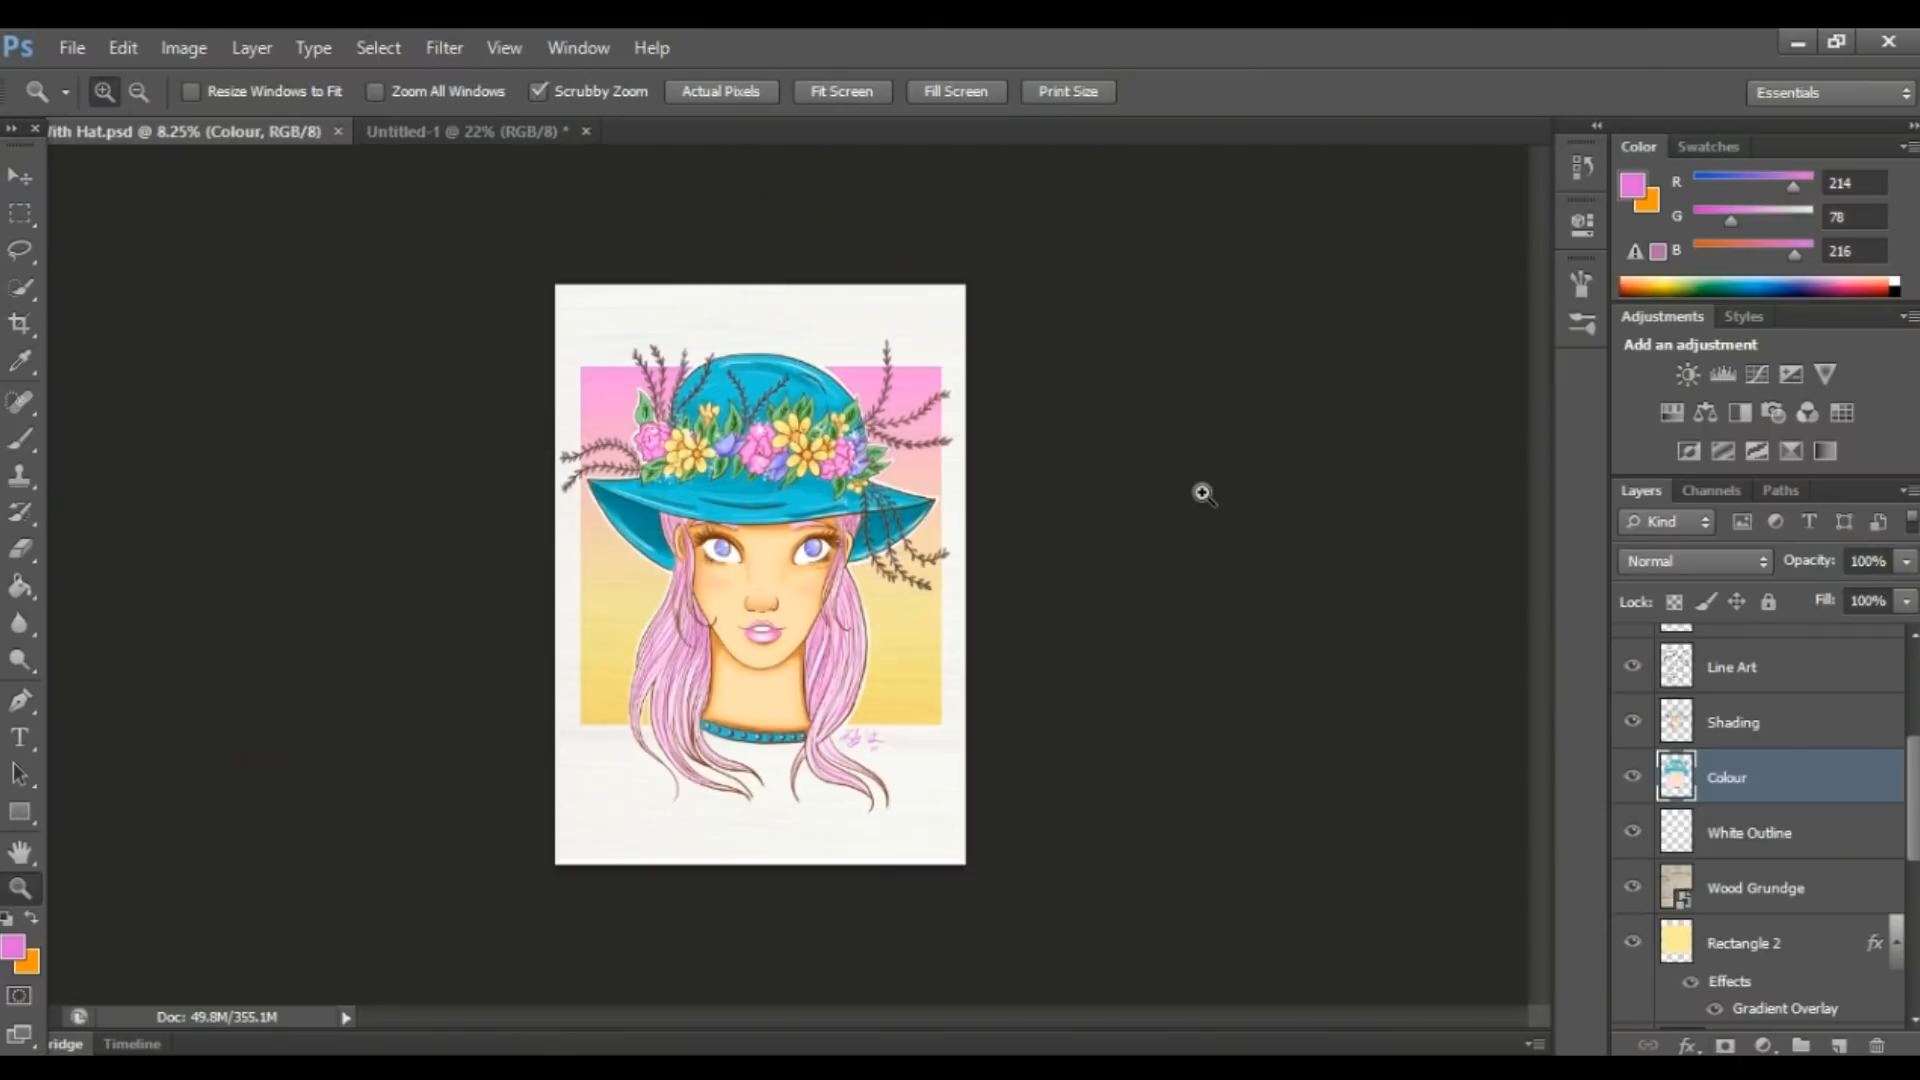 Ps File Edit Image Layer Type Select Filter View Window Help
Resize Windows to Fit Zoom All Windows Scrubby Zoom Actual Pixels Fit Screen Fill Screen Print Size Essentials
With Hat.psd @ 8.25% (Colour, RGB/8) × Untitled-1 @ 22% (RGB/8) * ×
Color Swatches
R 214
G 78
B 216
Adjustments Styles
Add an adjustment
Layers Channels Paths
Kind T
Normal Opacity: 100%
Lock: Fill: 100%
Line Art
Shading
Colour
White Outline
Wood Grundge
Rectangle 2 fx
Effects
Gradient Overlay
Doc: 49.8M/355.1M
ridge Timeline fx